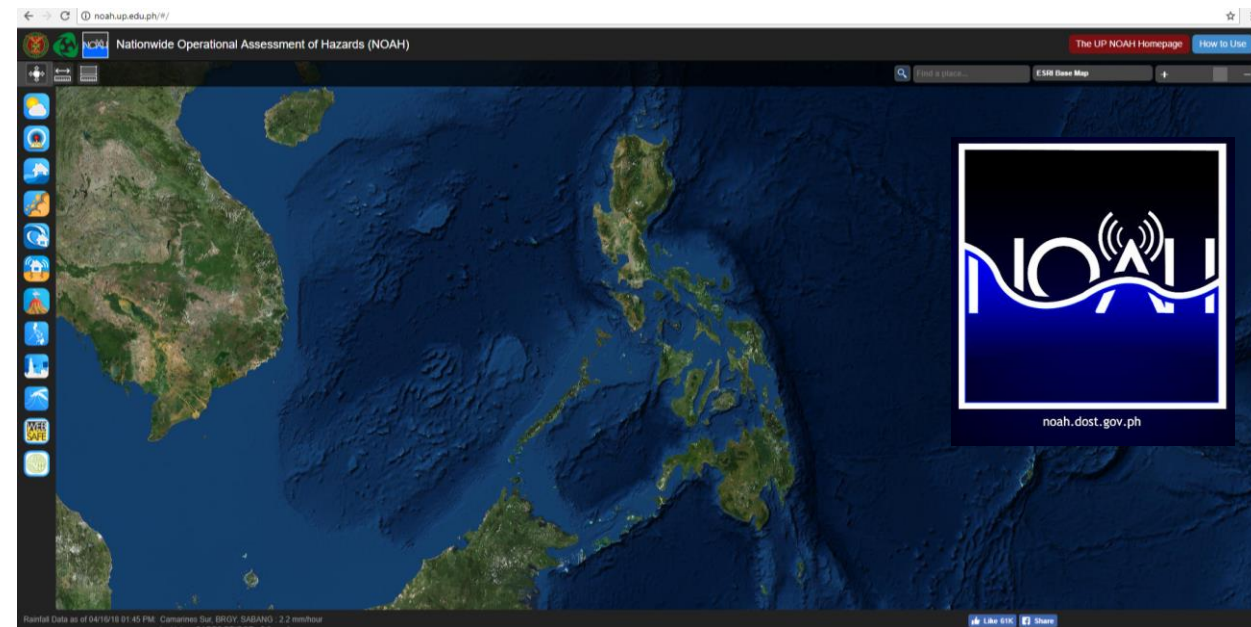 noah.up.edu.ph/#/
NOAH Nationwide Operational Assessment of Hazards (NOAH)
The UP NOAH Homepage
How to Use
Find a place...
ESRI Base Map
+
NOAH
noah.dost.gov.ph
WEB
SAFE
Rainfall Data as of 04/16/18 01:45 PM: Camarines Sur, BRGY. SABANG : 2.2 mm/hour
Like 61K
Share